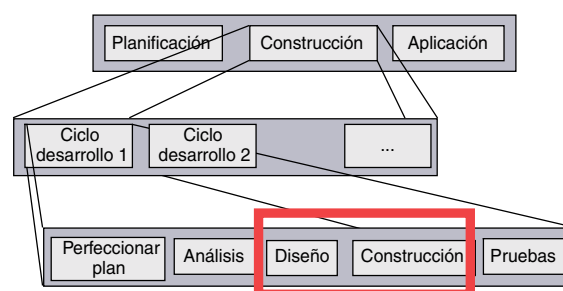 Planificación
Construcción
Aplicación
Ciclo
desarrollo 1
Ciclo
desarrollo 2
...
Perfeccionar
plan
Análisis
Diseño
Construcción
Pruebas